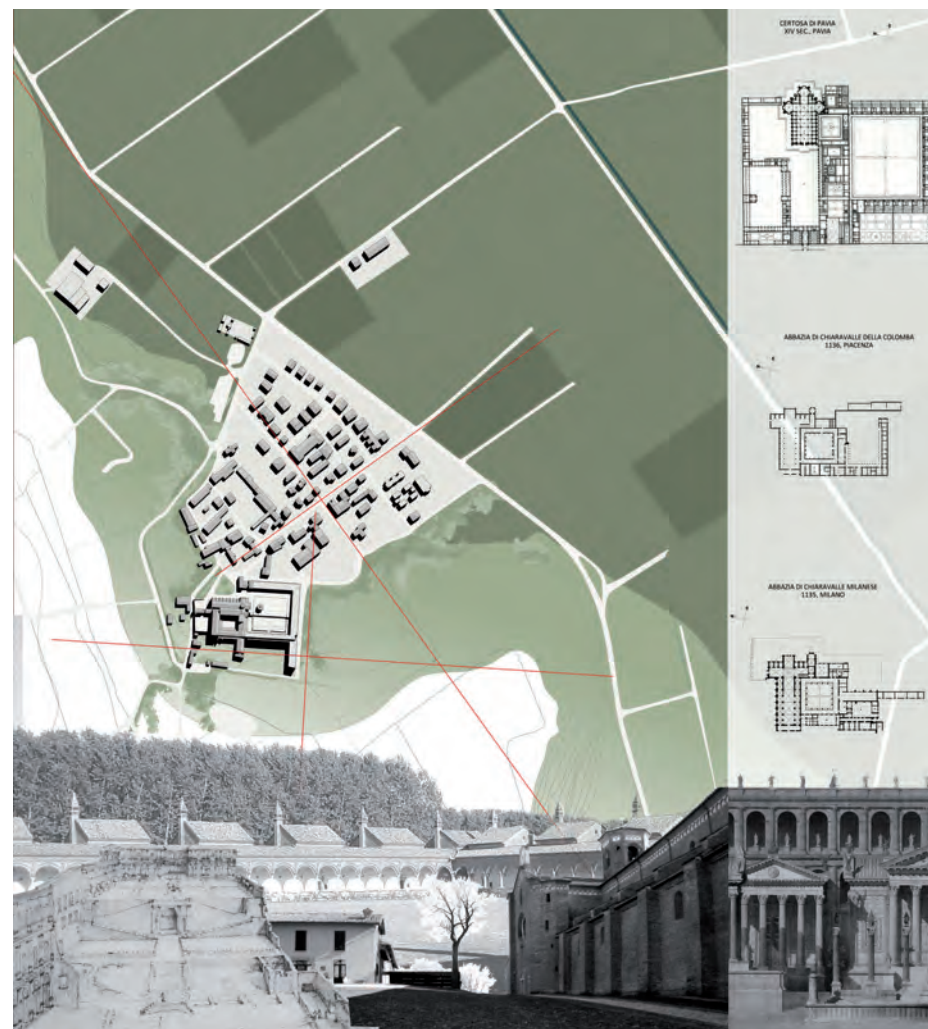 CERTOSA DI PAVIA
XIV SEC., PAVIA
ABBAZIA DI CHIARAVALLE DELLA COLOMBA
1136, PIACENZA
ABBAZIA DI CHIARAVALLE MILANESE
1135, MILANO